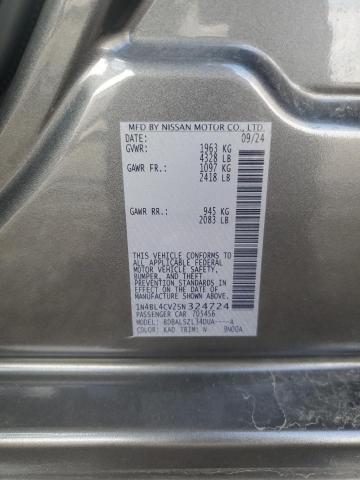 MFD BY NISSAN MOTOR CO., LTD.
DATE: 09/24
GVWR: 1963 KG
4328 LB
GAWR FR.: 1097 KG
2418 LB
GAWR RR.: 945 KG
2083 LB
THIS VEHICLE CONFORMS TO ALL
APPLICABLE FEDERAL MOTOR
VEHICLE SAFETY,
BUMPER, AND THEFT
PREVENTION STANDARDS
IN EFFECT ON THE DATE OF
MANUFACTURE SHOWN ABOVE.
1N4BL4CV2SN324724
PASSENGER CAR 705456
MODEL: BDBALSZL34DUA----A
COLOR: KAD TRIM: N 9N00A